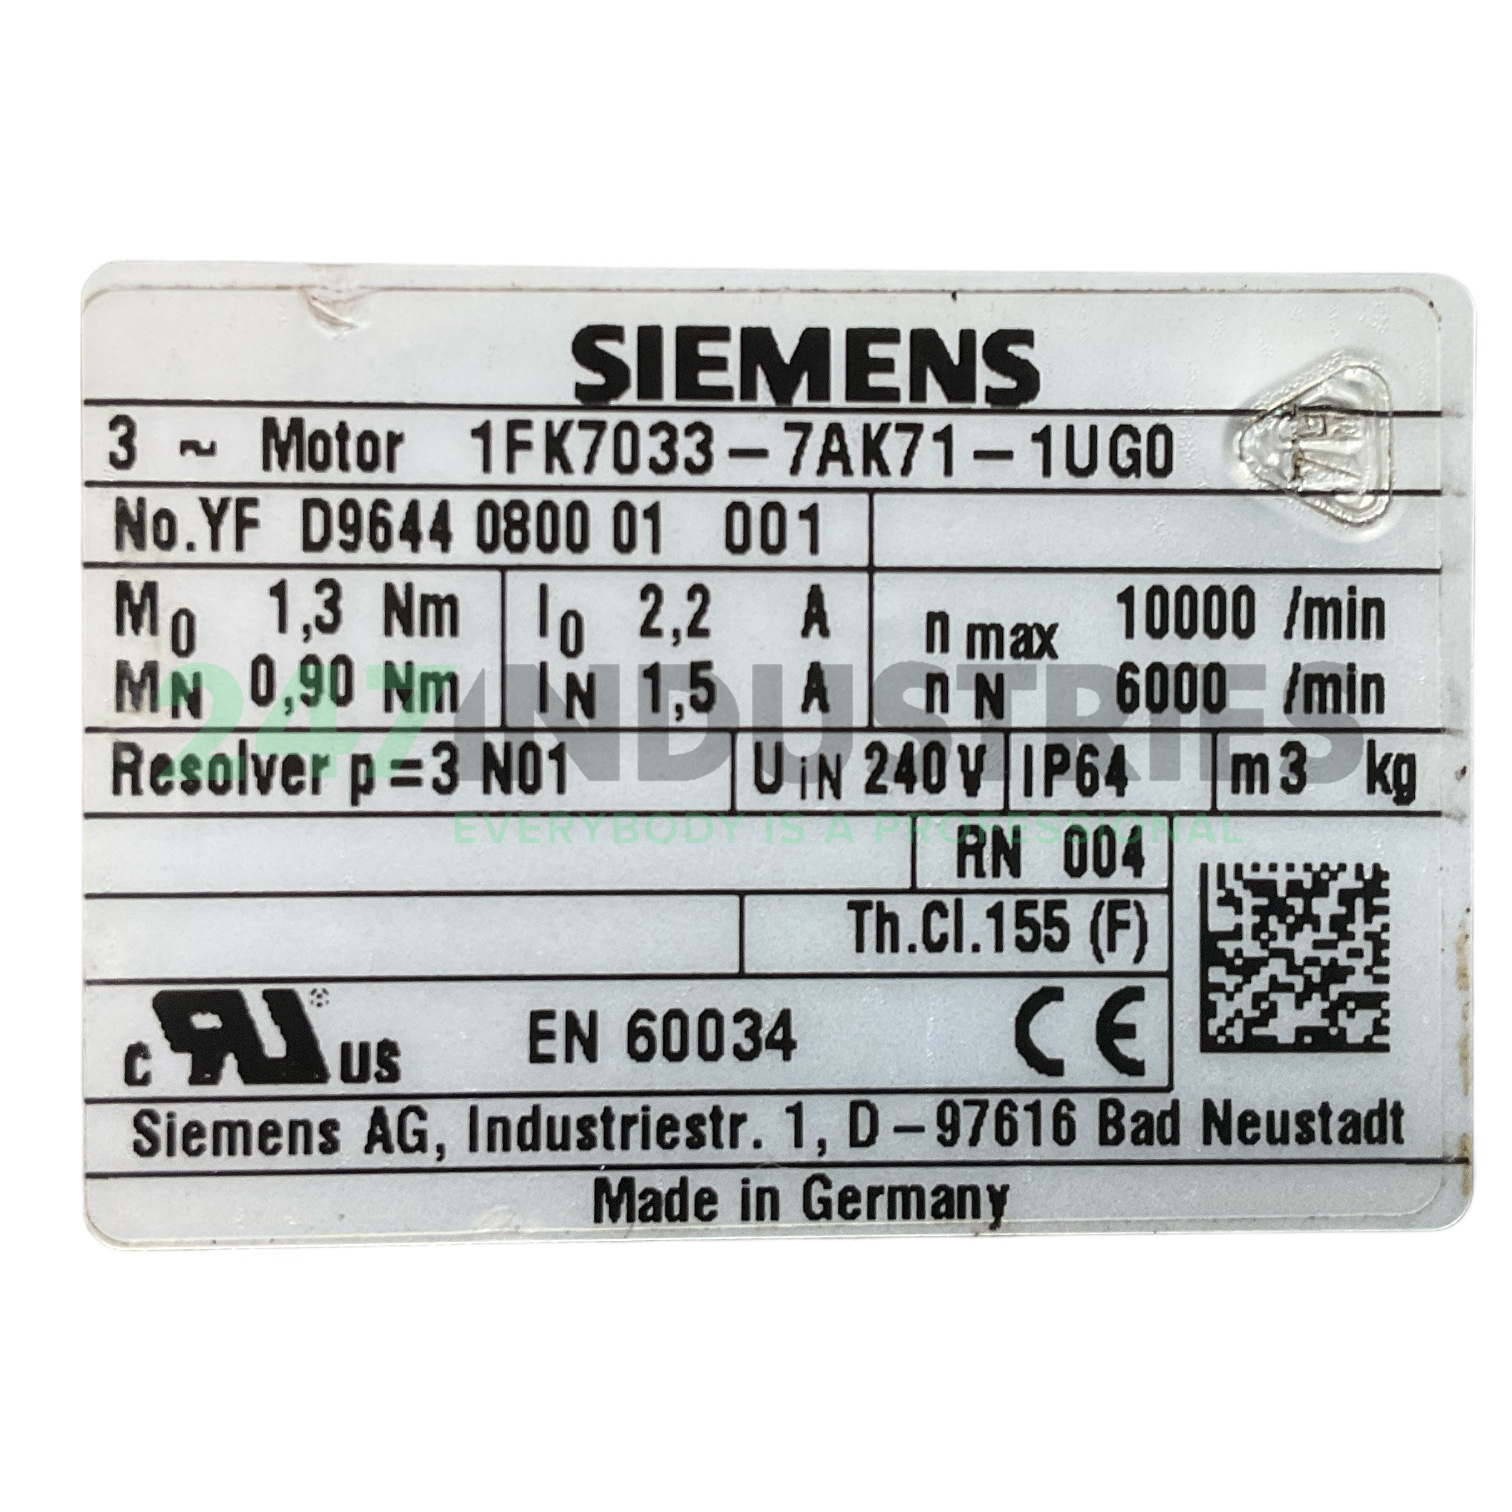 SIEMENS
3 ~ Motor 1FK7033-7AK71-1UG0
No.YF D9644 0800 01 001
M0 1,3 Nm I0 2,2 A n max 10000 /min
MN 0,90 Nm IN 1,5 A n N 6000 /min
247INDUSTRIES
Resolver p=3 N01 UiN 240 V IP64 m 3 kg
EVERYBODY IS A PROFESSIONAL
RN 004
Th.Cl.155 (F)
c RU US EN 60034 CE
Siemens AG, Industriestr. 1, D-97616 Bad Neustadt
Made in Germany